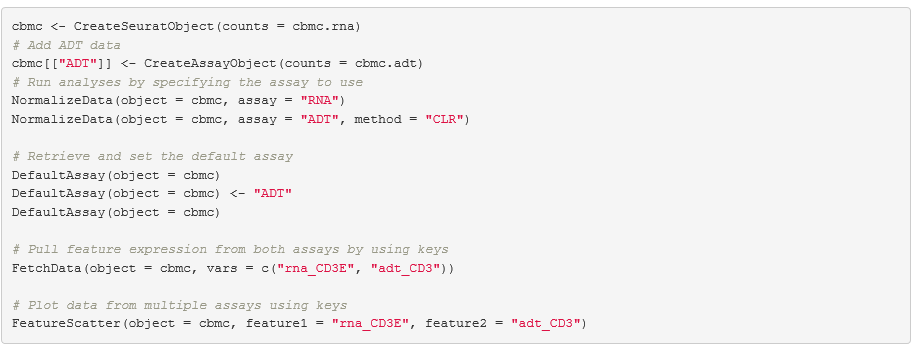 cbmc <- CreateSeuratObject(counts = cbmc.rna)
# Add ADT data
cbmc[["ADT"]] <- CreateAssayObject(counts = cbmc.adt)
# Run analyses by specifying the assay to use
NormalizeData(object = cbmc, assay = "RNA")
NormalizeData(object = cbmc, assay = "ADT", method = "CLR")

# Retrieve and set the default assay
DefaultAssay(object = cbmc)
DefaultAssay(object = cbmc) <- "ADT"
DefaultAssay(object = cbmc)

# Pull feature expression from both assays by using keys
FetchData(object = cbmc, vars = c("rna_CD3E", "adt_CD3"))

# Plot data from multiple assays using keys
FeatureScatter(object = cbmc, feature1 = "rna_CD3E", feature2 = "adt_CD3")